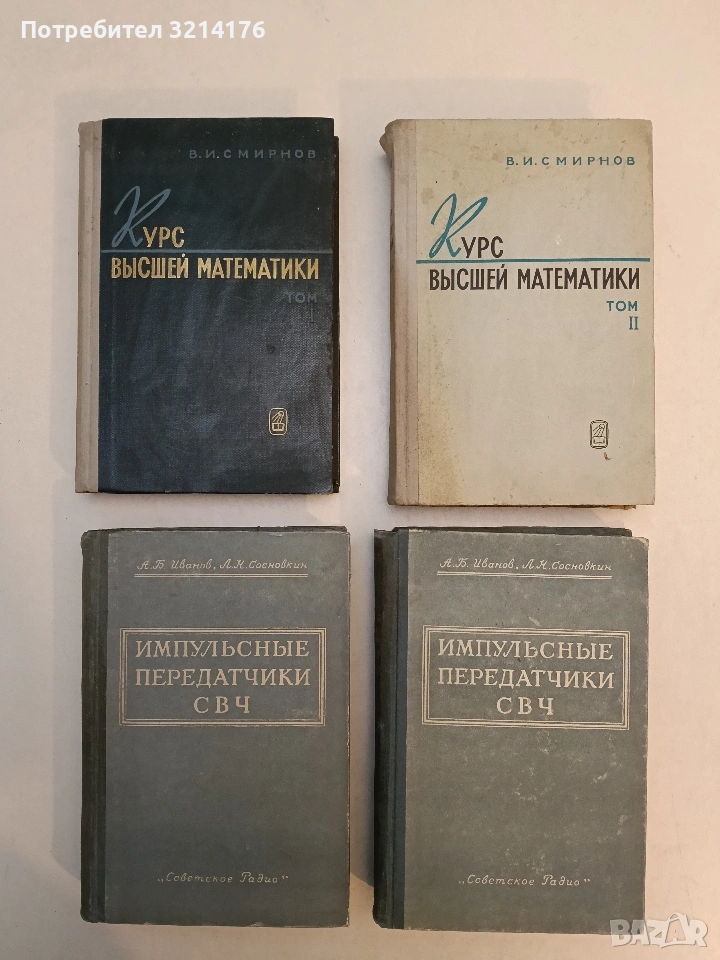 Потребител 3214176
В. И. СМИРНОВ
КУРС
ВЫСШЕЙ МАТЕМАТИКИ
ТОМ
I
В. И. СМИРНОВ
КУРС
ВЫСШЕЙ МАТЕМАТИКИ
ТОМ
II
А. Б. Иванов, Л. Н. Сосновкин
ИМПУЛЬСНЫЕ
ПЕРЕДАТЧИКИ
СВЧ
„Советское Радио"
А. Б. Иванов, Л. Н. Сосновкин
ИМПУЛЬСНЫЕ
ПЕРЕДАТЧИКИ
СВЧ
„Советское Радио"
BAZAR